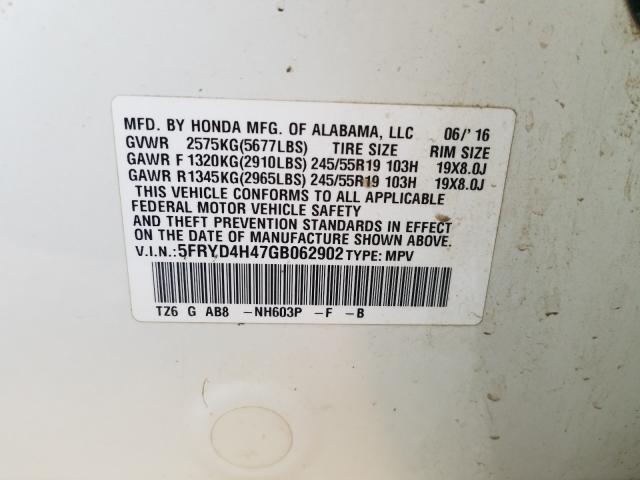 MFD. BY HONDA MFG. OF ALABAMA, LLC 06/'16
GVWR 2575KG(5677LBS) TIRE SIZE RIM SIZE
GAWR F 1320KG(2910LBS) 245/55R19 103H 19X8.0J
GAWR R1345KG(2965LBS) 245/55R19 103H 19X8.0J
THIS VEHICLE CONFORMS TO ALL APPLICABLE
FEDERAL MOTOR VEHICLE SAFETY
AND THEFT PREVENTION STANDARDS IN EFFECT
ON THE DATE OF MANUFACTURE SHOWN ABOVE.
V.I.N.:5FRYD4H47GB062902 TYPE: MPV
TZ6 G AB8 -NH603P -F -B